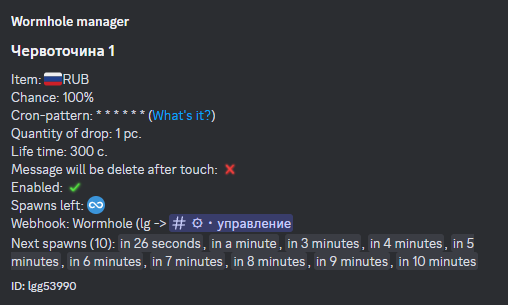 Wormhole manager
Червоточина 1
Item: 🇷🇺RUB
Chance: 100%
Cron-pattern: * * * * * * (What's it?)
Quantity of drop: 1 pc.
Life time: 300 с.
Message will be delete after touch: ❌
Enabled: ✔
Spawns left: ♾
Webhook: Wormhole (lg -> # ⚙・управление
Next spawns (10): in 26 seconds, in a minute, in 3 minutes, in 4 minutes, in 5
minutes, in 6 minutes, in 7 minutes, in 8 minutes, in 9 minutes, in 10 minutes
ID: lgg53990